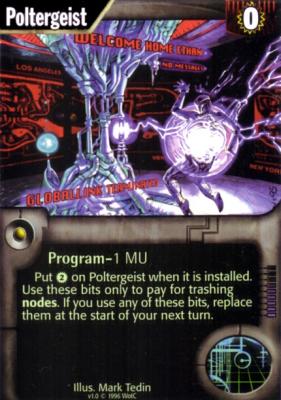 Poltergeist
0
WELCOME HOME ETHAN
NO MESSAGES
LOS ANGELES
NEW YORK
GLOBALLINK TERMINATED
Program-1 MU
Put 2 on Poltergeist when it is installed.
Use these bits only to pay for trashing
nodes. If you use any of these bits, replace
them at the start of your next turn.
Illus. Mark Tedin
v1.0 © 1996 WotC